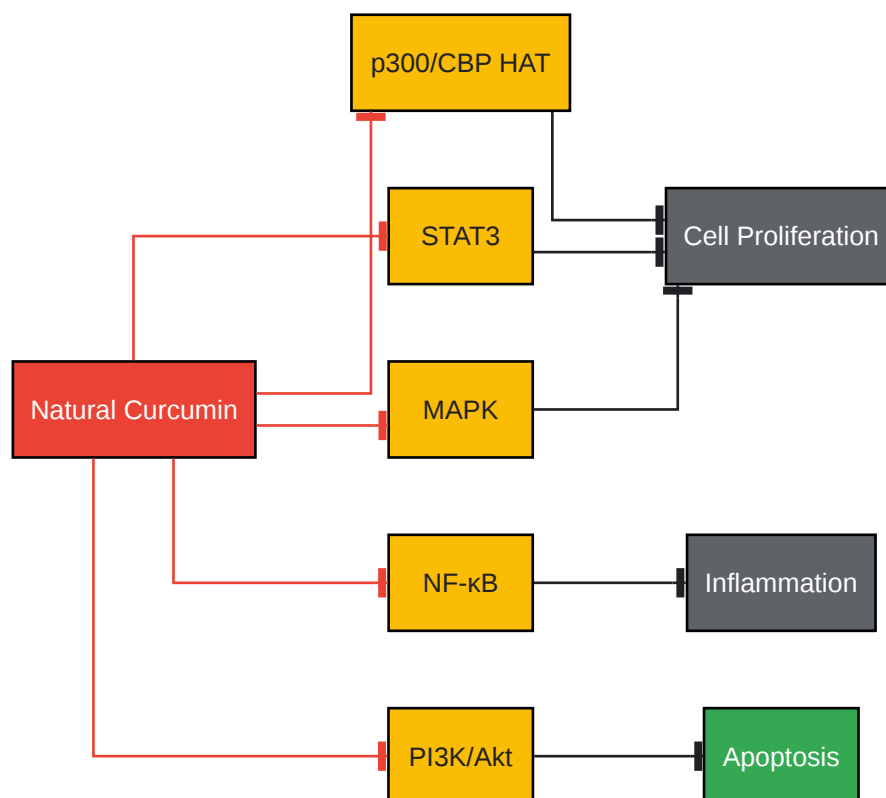 p300/CBP HAT
STAT3
Cell Proliferation
Natural Curcumin
MAPK
NF-κB
Inflammation
PI3K/Akt
Apoptosis